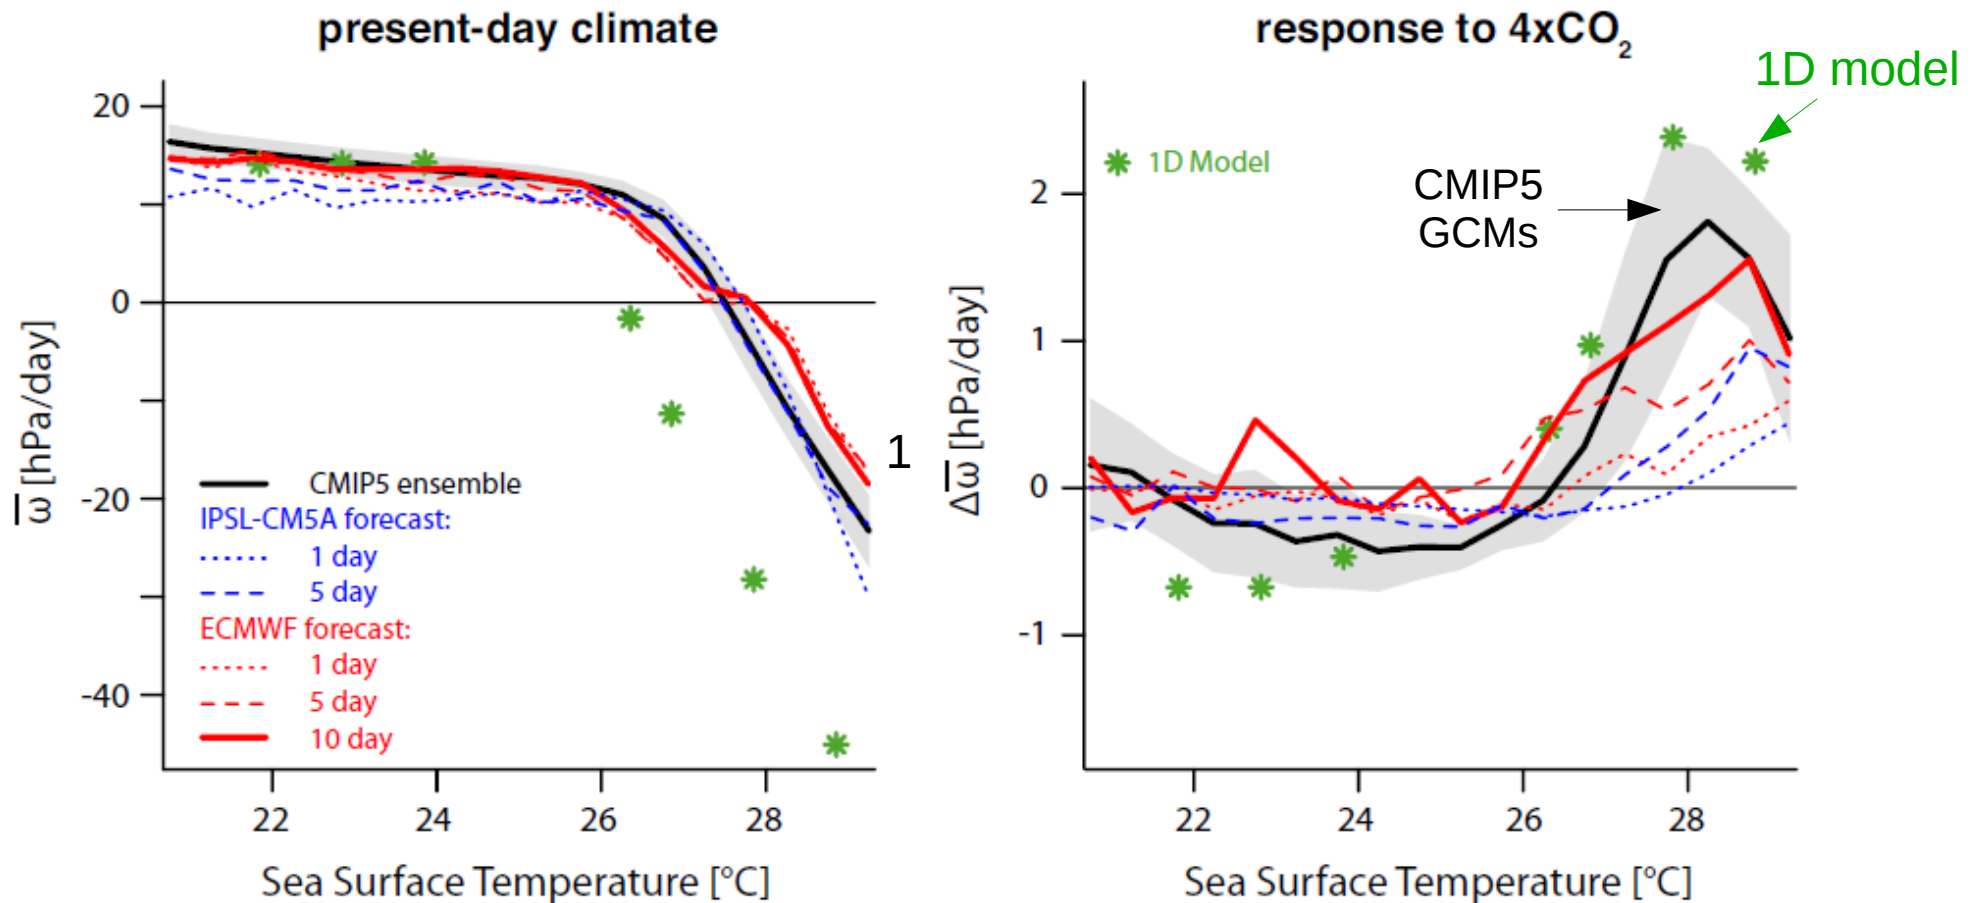 present-day climate
20
0
-20
-40
ω̅ [hPa/day]
CMIP5 ensemble
IPSL-CM5A forecast:
1 day
5 day
ECMWF forecast:
1 day
5 day
10 day
22 24 26 28
Sea Surface Temperature [°C]
1
response to 4xCO₂
1D model
1D Model
CMIP5
GCMs
2
1
0
-1
Δω̅ [hPa/day]
22 24 26 28
Sea Surface Temperature [°C]